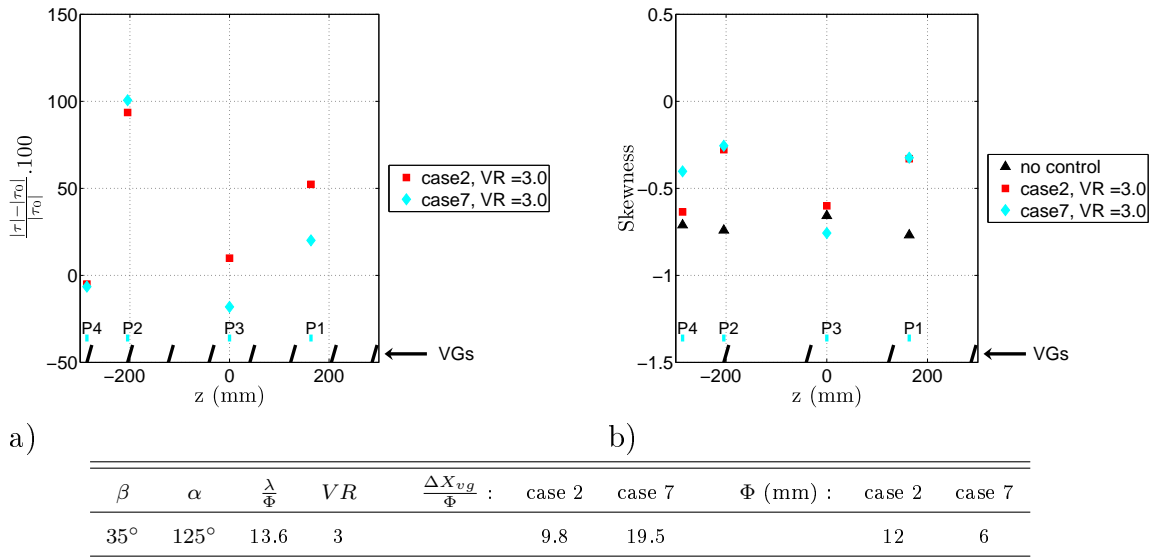 150
100
50
0
−50
|τ|−|τ₀| / |τ₀| .100
P4 P2 P3 P1
−200 0 200
z (mm)
VGs
case2, VR =3.0
case7, VR =3.0
a)
0.5
0
−0.5
−1
−1.5
Skewness
P4 P2 P3 P1
−200 0 200
z (mm)
VGs
no control
case2, VR =3.0
case7, VR =3.0
b)
β α λ/Φ VR ΔX_vg/Φ : case 2 case 7 Φ (mm) : case 2 case 7
35° 125° 13.6 3 9.8 19.5 12 6